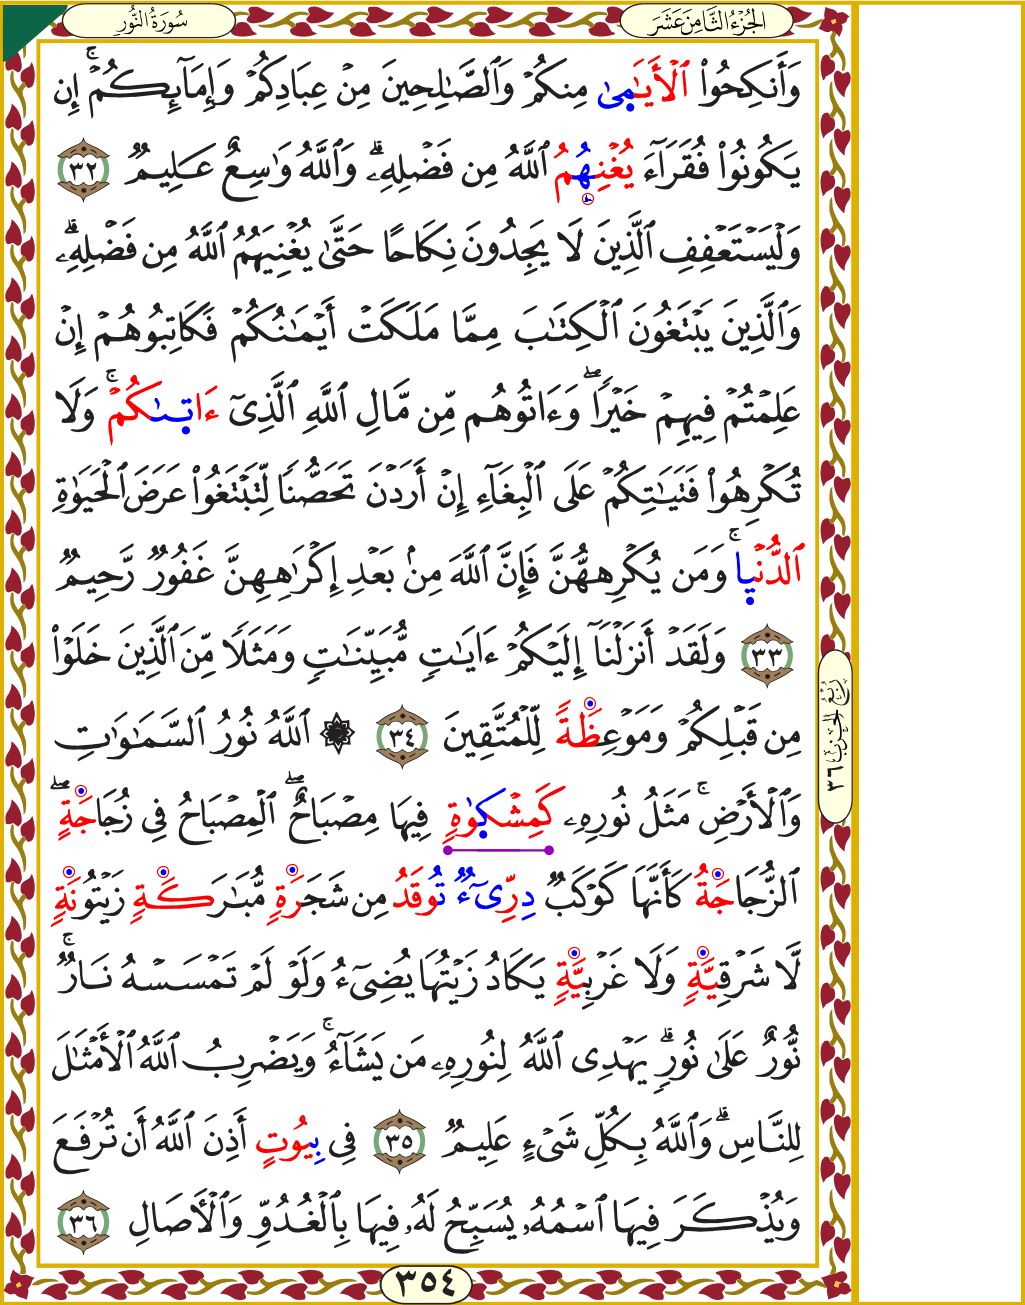 سُورَةُ النُّورِ
الجُزْءُ الثَّامِنَ عَشَرَ
وَأَنكِحُوا۟ ٱلْأَيَـٰمَىٰ مِنكُمْ وَٱلصَّـٰلِحِينَ مِنْ عِبَادِكُمْ وَإِمَآئِكُمْ ۚ إِن
يَكُونُوا۟ فُقَرَآءَ يُغْنِهِمُ ٱللَّهُ مِن فَضْلِهِۦ ۗ وَٱللَّهُ وَٰسِعٌ عَلِيمٌ ٣٢
وَلْيَسْتَعْفِفِ ٱلَّذِينَ لَا يَجِدُونَ نِكَاحًا حَتَّىٰ يُغْنِيَهُمُ ٱللَّهُ مِن فَضْلِهِۦ ۗ
وَٱلَّذِينَ يَبْتَغُونَ ٱلْكِتَـٰبَ مِمَّا مَلَكَتْ أَيْمَـٰنُكُمْ فَكَاتِبُوهُمْ إِنْ
عَلِمْتُمْ فِيهِمْ خَيْرًا ۖ وَءَاتُوهُم مِّن مَّالِ ٱللَّهِ ٱلَّذِىٓ ءَاتَىٰكُمْ ۚ وَلَا
تُكْرِهُوا۟ فَتَيَـٰتِكُمْ عَلَى ٱلْبِغَآءِ إِنْ أَرَدْنَ تَحَصُّنًا لِّتَبْتَغُوا۟ عَرَضَ ٱلْحَيَوٰةِ
ٱلدُّنْيَا ۚ وَمَن يُكْرِههُّنَّ فَإِنَّ ٱللَّهَ مِنۢ بَعْدِ إِكْرَٰهِهِنَّ غَفُورٌ رَّحِيمٌ
٣٣ وَلَقَدْ أَنزَلْنَآ إِلَيْكُمْ ءَايَـٰتٍ مُّبَيِّنَـٰتٍ وَمَثَلًا مِّنَ ٱلَّذِينَ خَلَوْا۟
مِن قَبْلِكُمْ وَمَوْعِظَةً لِّلْمُتَّقِينَ ٣٤ ۞ ٱللَّهُ نُورُ ٱلسَّمَـٰوَٰتِ
وَٱلْأَرْضِ ۚ مَثَلُ نُورِهِۦ كَمِشْكَوٰةٍ فِيهَا مِصْبَاحٌ ۖ ٱلْمِصْبَاحُ فِى زُجَاجَةٍ ۖ
ٱلزُّجَاجَةُ كَأَنَّهَا كَوْكَبٌ دِرِّىٓءٌ تُوقَدُ مِن شَجَرَةٍ مُّبَـٰرَكَةٍ زَيْتُونَةٍ
لَّا شَرْقِيَّةٍ وَلَا غَرْبِيَّةٍ يَكَادُ زَيْتُهَا يُضِىٓءُ وَلَوْ لَمْ تَمْسَسْهُ نَارٌ ۚ
نُّورٌ عَلَىٰ نُورٍ ۗ يَهْدِى ٱللَّهُ لِنُورِهِۦ مَن يَشَآءُ ۚ وَيَضْرِبُ ٱللَّهُ ٱلْأَمْثَـٰلَ
لِلنَّاسِ ۗ وَٱللَّهُ بِكُلِّ شَىْءٍ عَلِيمٌ ٣٥ فِى بِيُوتٍ أَذِنَ ٱللَّهُ أَن تُرْفَعَ
وَيُذْكَرَ فِيهَا ٱسْمُهُۥ يُسَبِّحُ لَهُۥ فِيهَا بِٱلْغُدُوِّ وَٱلْأَصَالِ ٣٦
رُبْعُ الحِزْبِ ٣٦
٣٥٤